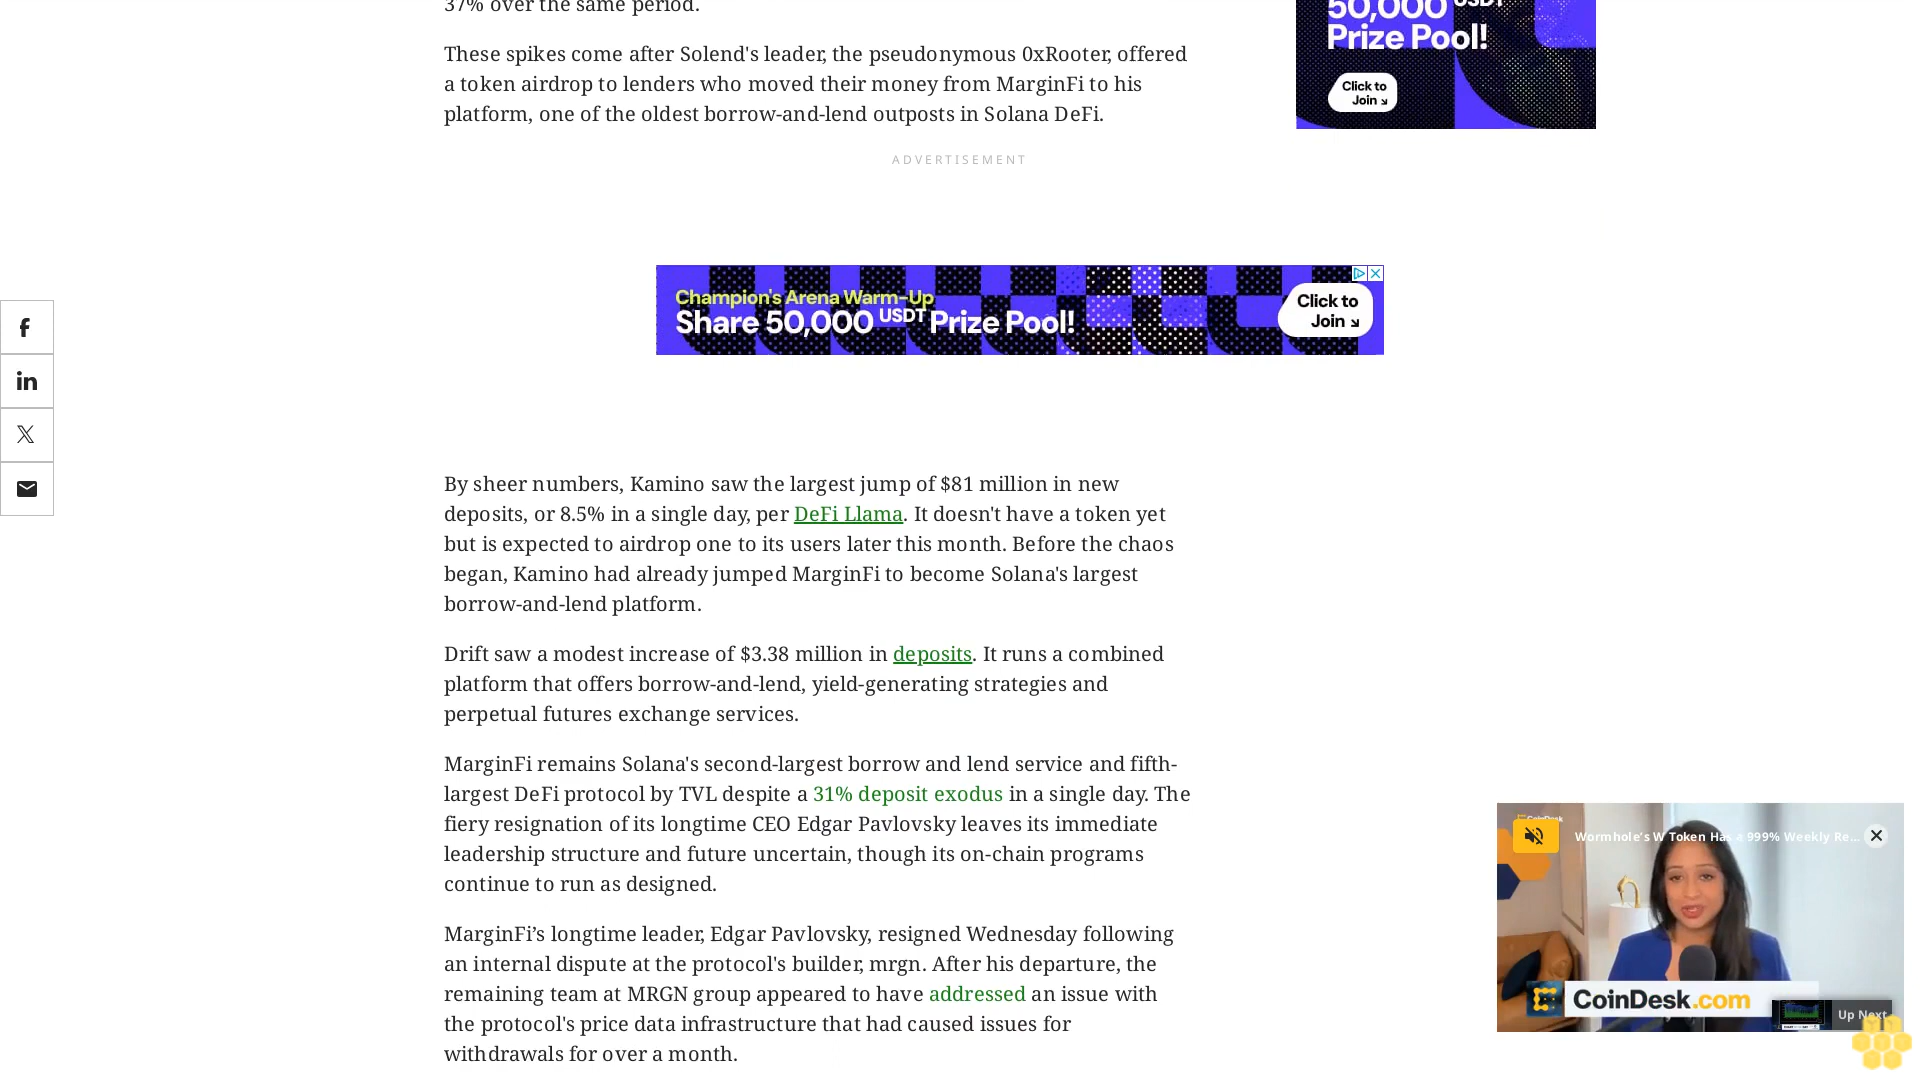 37% over the same period.
50,000 USDT
Prize Pool!
Click to
Join
These spikes come after Solend's leader, the pseudonymous 0xRooter, offered
a token airdrop to lenders who moved their money from MarginFi to his
platform, one of the oldest borrow-and-lend outposts in Solana DeFi.
ADVERTISEMENT
Champion's Arena Warm-Up
Share 50,000 USDT Prize Pool!
Click to
Join
By sheer numbers, Kamino saw the largest jump of $81 million in new
deposits, or 8.5% in a single day, per DeFi Llama. It doesn't have a token yet
but is expected to airdrop one to its users later this month. Before the chaos
began, Kamino had already jumped MarginFi to become Solana's largest
borrow-and-lend platform.
Drift saw a modest increase of $3.38 million in deposits. It runs a combined
platform that offers borrow-and-lend, yield-generating strategies and
perpetual futures exchange services.
MarginFi remains Solana's second-largest borrow and lend service and fifth-
largest DeFi protocol by TVL despite a 31% deposit exodus in a single day. The
fiery resignation of its longtime CEO Edgar Pavlovsky leaves its immediate
leadership structure and future uncertain, though its on-chain programs
continue to run as designed.
MarginFi’s longtime leader, Edgar Pavlovsky, resigned Wednesday following
an internal dispute at the protocol's builder, mrgn. After his departure, the
remaining team at MRGN group appeared to have addressed an issue with
the protocol's price data infrastructure that had caused issues for
withdrawals for over a month.
CoinDesk
Wormhole's W Token Has a 999% Weekly Re...
CoinDesk.com
Up Next